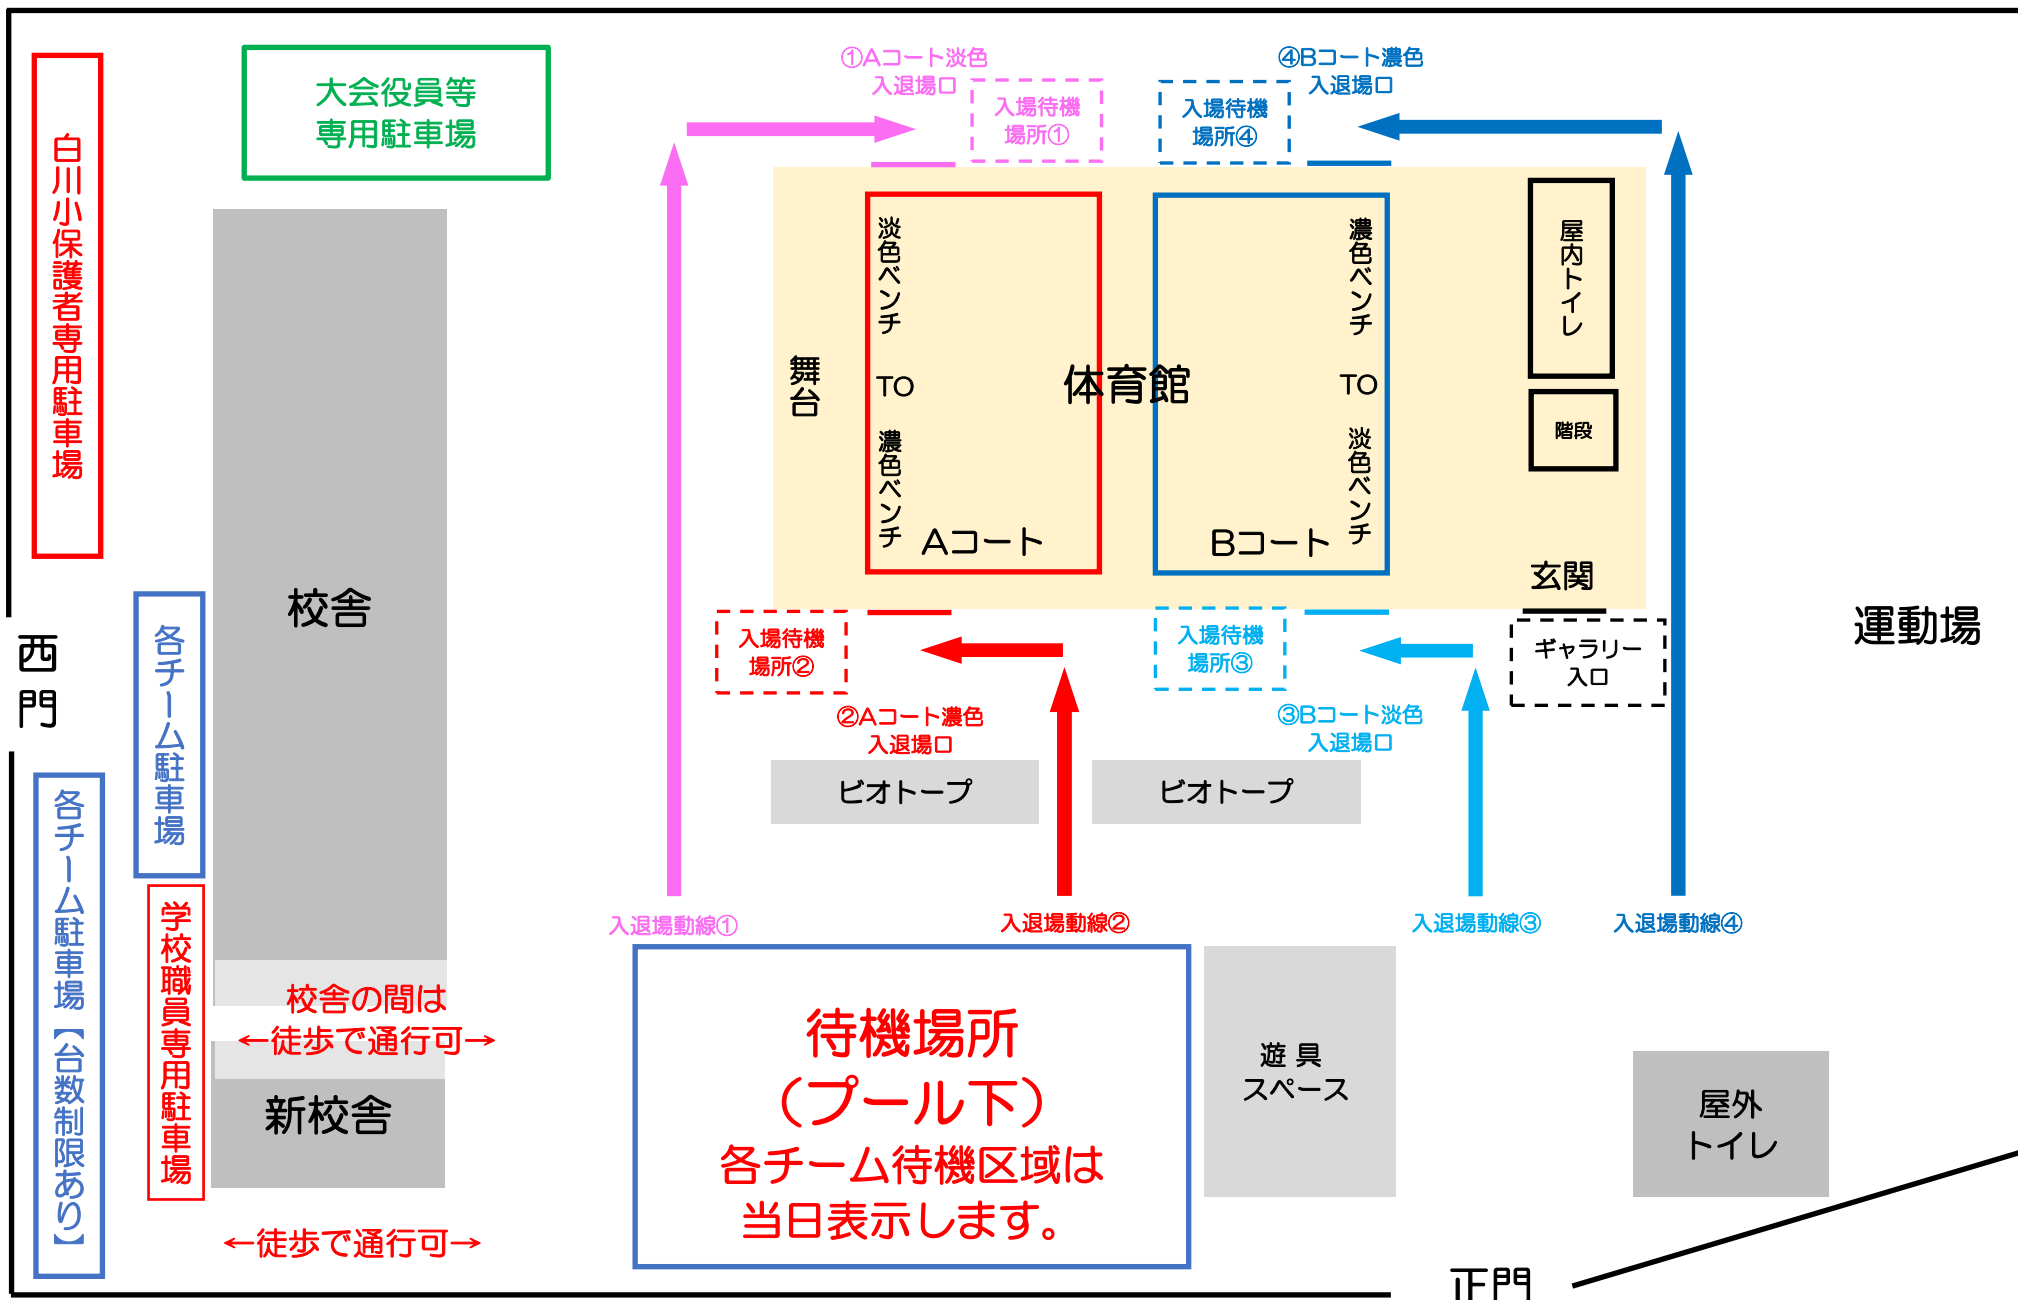 白川小保護者専用駐車場
大会役員等
専用駐車場
①Aコート淡色
入退場口
入場待機
場所①
④Bコート濃色
入退場口
入場待機
場所④
淡色ベンチ
TO
濃色ベンチ
Aコート
舞台
体育館
濃色ベンチ
TO
淡色ベンチ
Bコート
屋内トイレ
階段
玄関
ギャラリー
入口
運動場
校舎
西門
各チーム駐車場
各チーム駐車場【台数制限あり】
学校職員専用駐車場
入場待機
場所②
②Aコート濃色
入退場口
入場待機
場所③
③Bコート淡色
入退場口
ビオトープ
ビオトープ
入退場動線①
入退場動線②
入退場動線③
入退場動線④
校舎の間は
←徒歩で通行可→
新校舎
←徒歩で通行可→
待機場所
（プール下）
各チーム待機区域は
当日表示します。
遊具
スペース
屋外
トイレ
正門